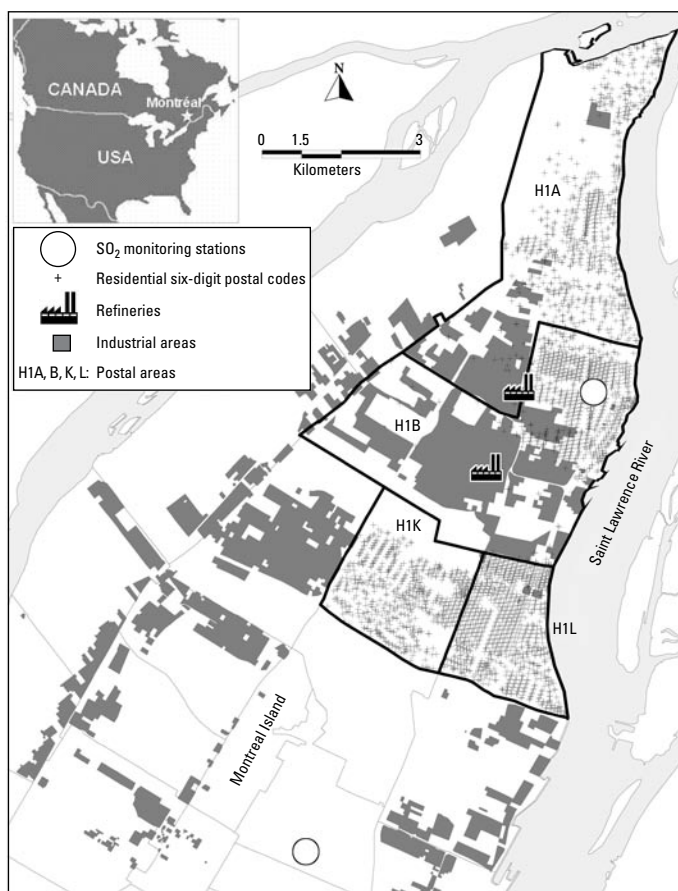 CANADA
Montréal
USA
N
0 1.5 3
Kilometers
SO₂ monitoring stations
Residential six-digit postal codes
Refineries
Industrial areas
H1A, B, K, L: Postal areas
H1A
H1B
H1K
H1L
Saint Lawrence River
Montreal Island